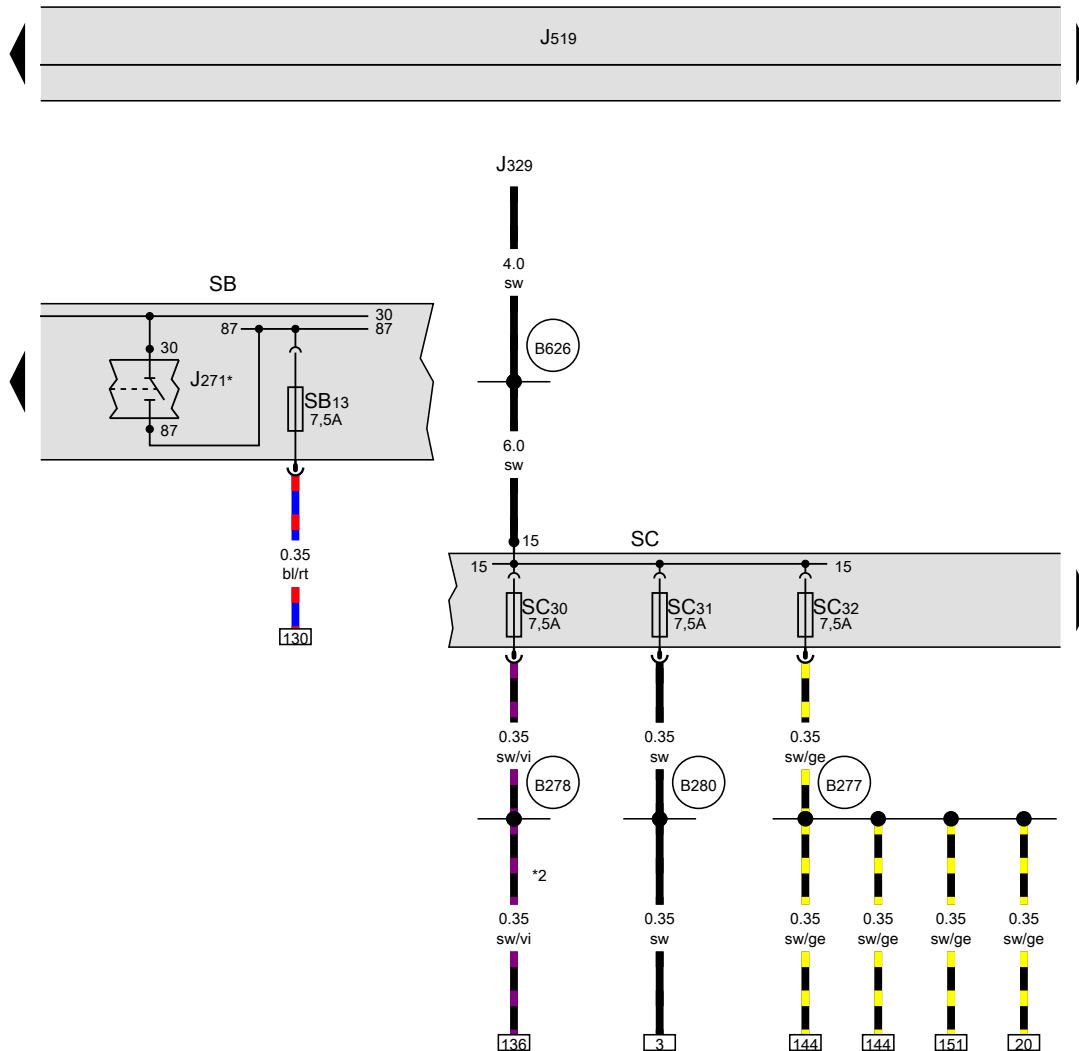 J519
J329
4.0
sw
SB
30
87
87
30
B626
J271*
SB13
7,5A
87
6.0
sw
15
SC
0.35
bl/rt
15
15
SC30
7,5A
SC31
7,5A
SC32
7,5A
130
0.35
sw/vi
0.35
sw
0.35
sw/ge
B278
B280
B277
*2
0.35
sw/vi
0.35
sw
0.35
sw/ge
0.35
sw/ge
0.35
sw/ge
0.35
sw/ge
136
3
144
144
151
20